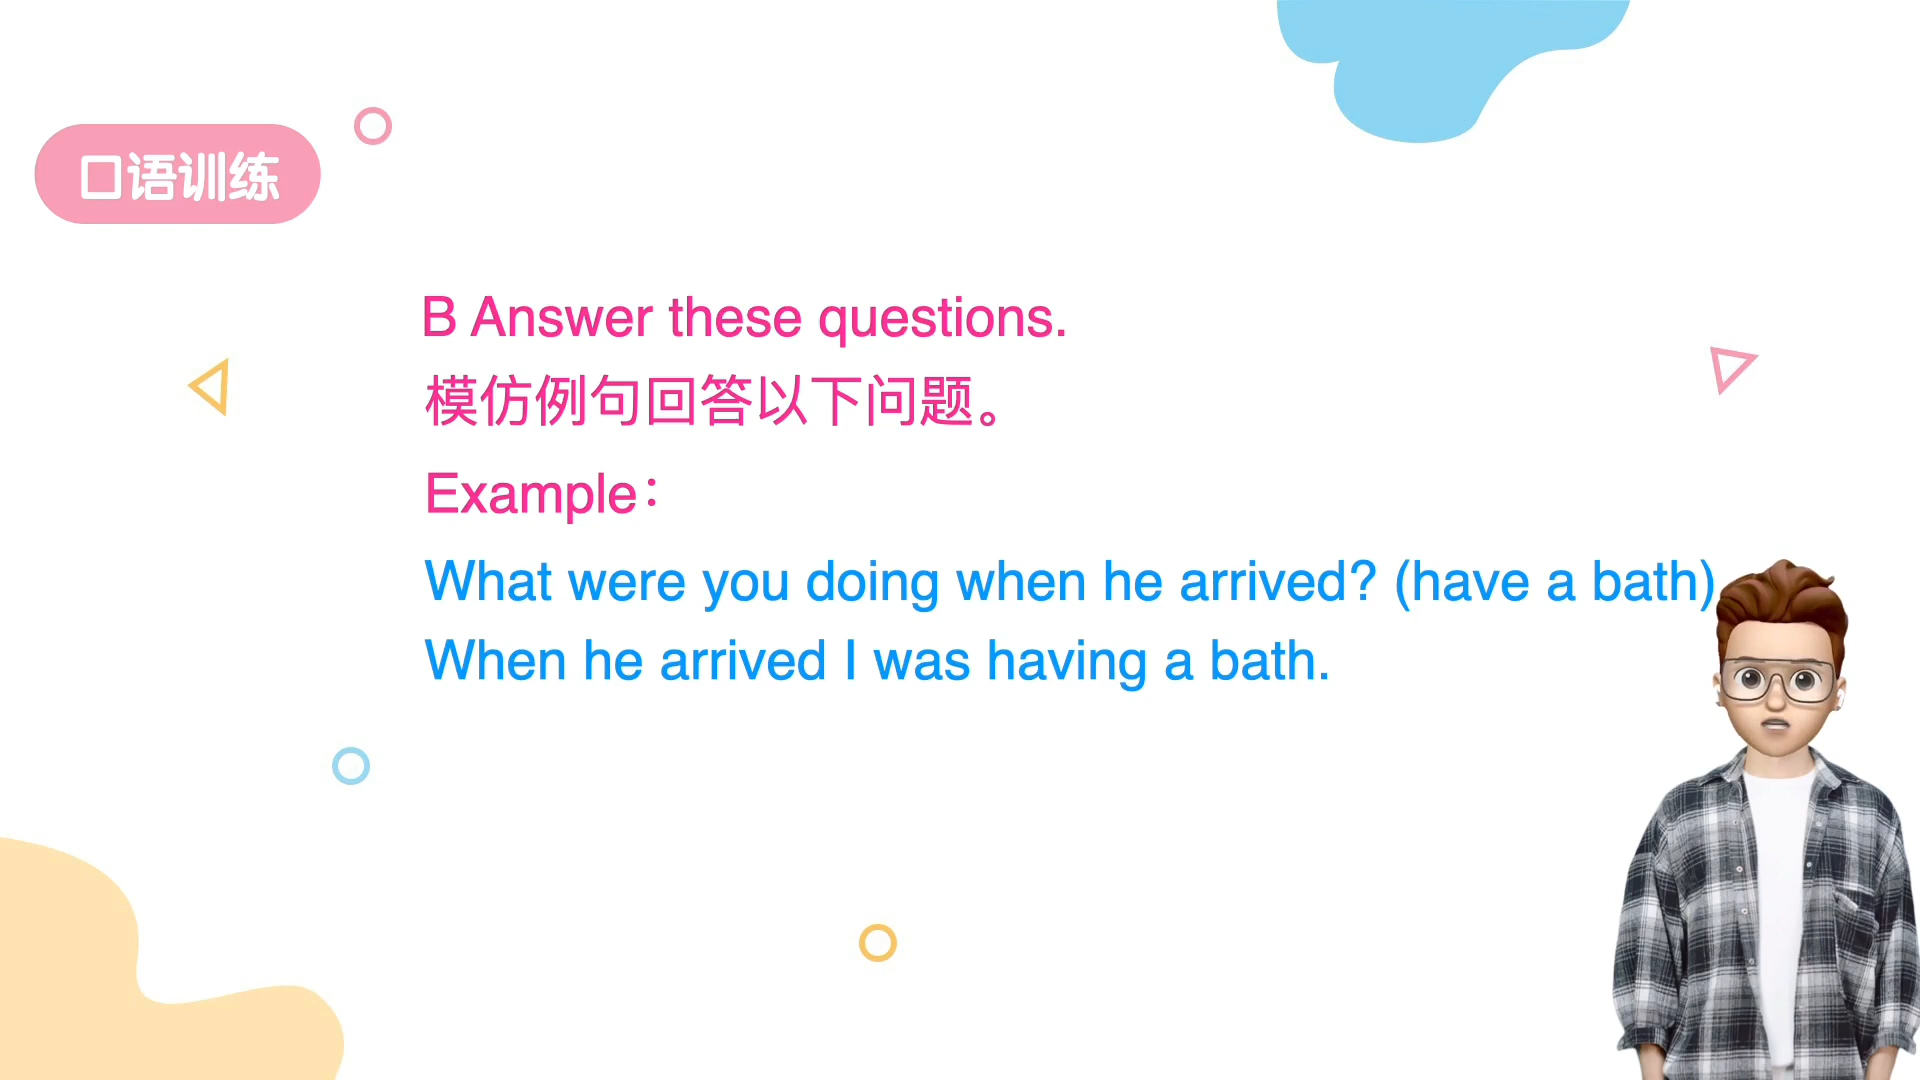 口语训练
B Answer these questions.
模仿例句回答以下问题。
Example：
What were you doing when he arrived? (have a bath)
When he arrived I was having a bath.